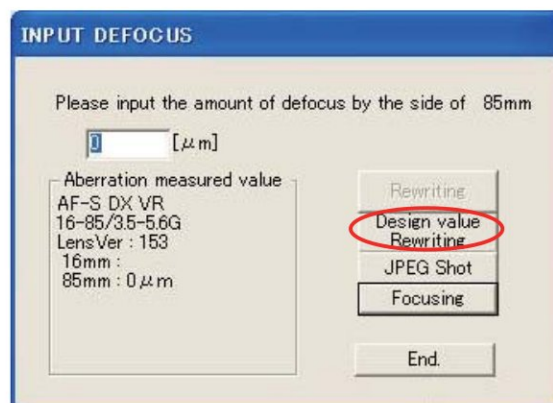 INPUT DEFOCUS
Please input the amount of defocus by the side of 85mm
0 [μm]
Aberration measured value
AF-S DX VR
16-85/3.5-5.6G
LensVer : 153
16mm :
85mm : 0μm
Rewriting
Design value
Rewriting
JPEG Shot
Focusing
End.